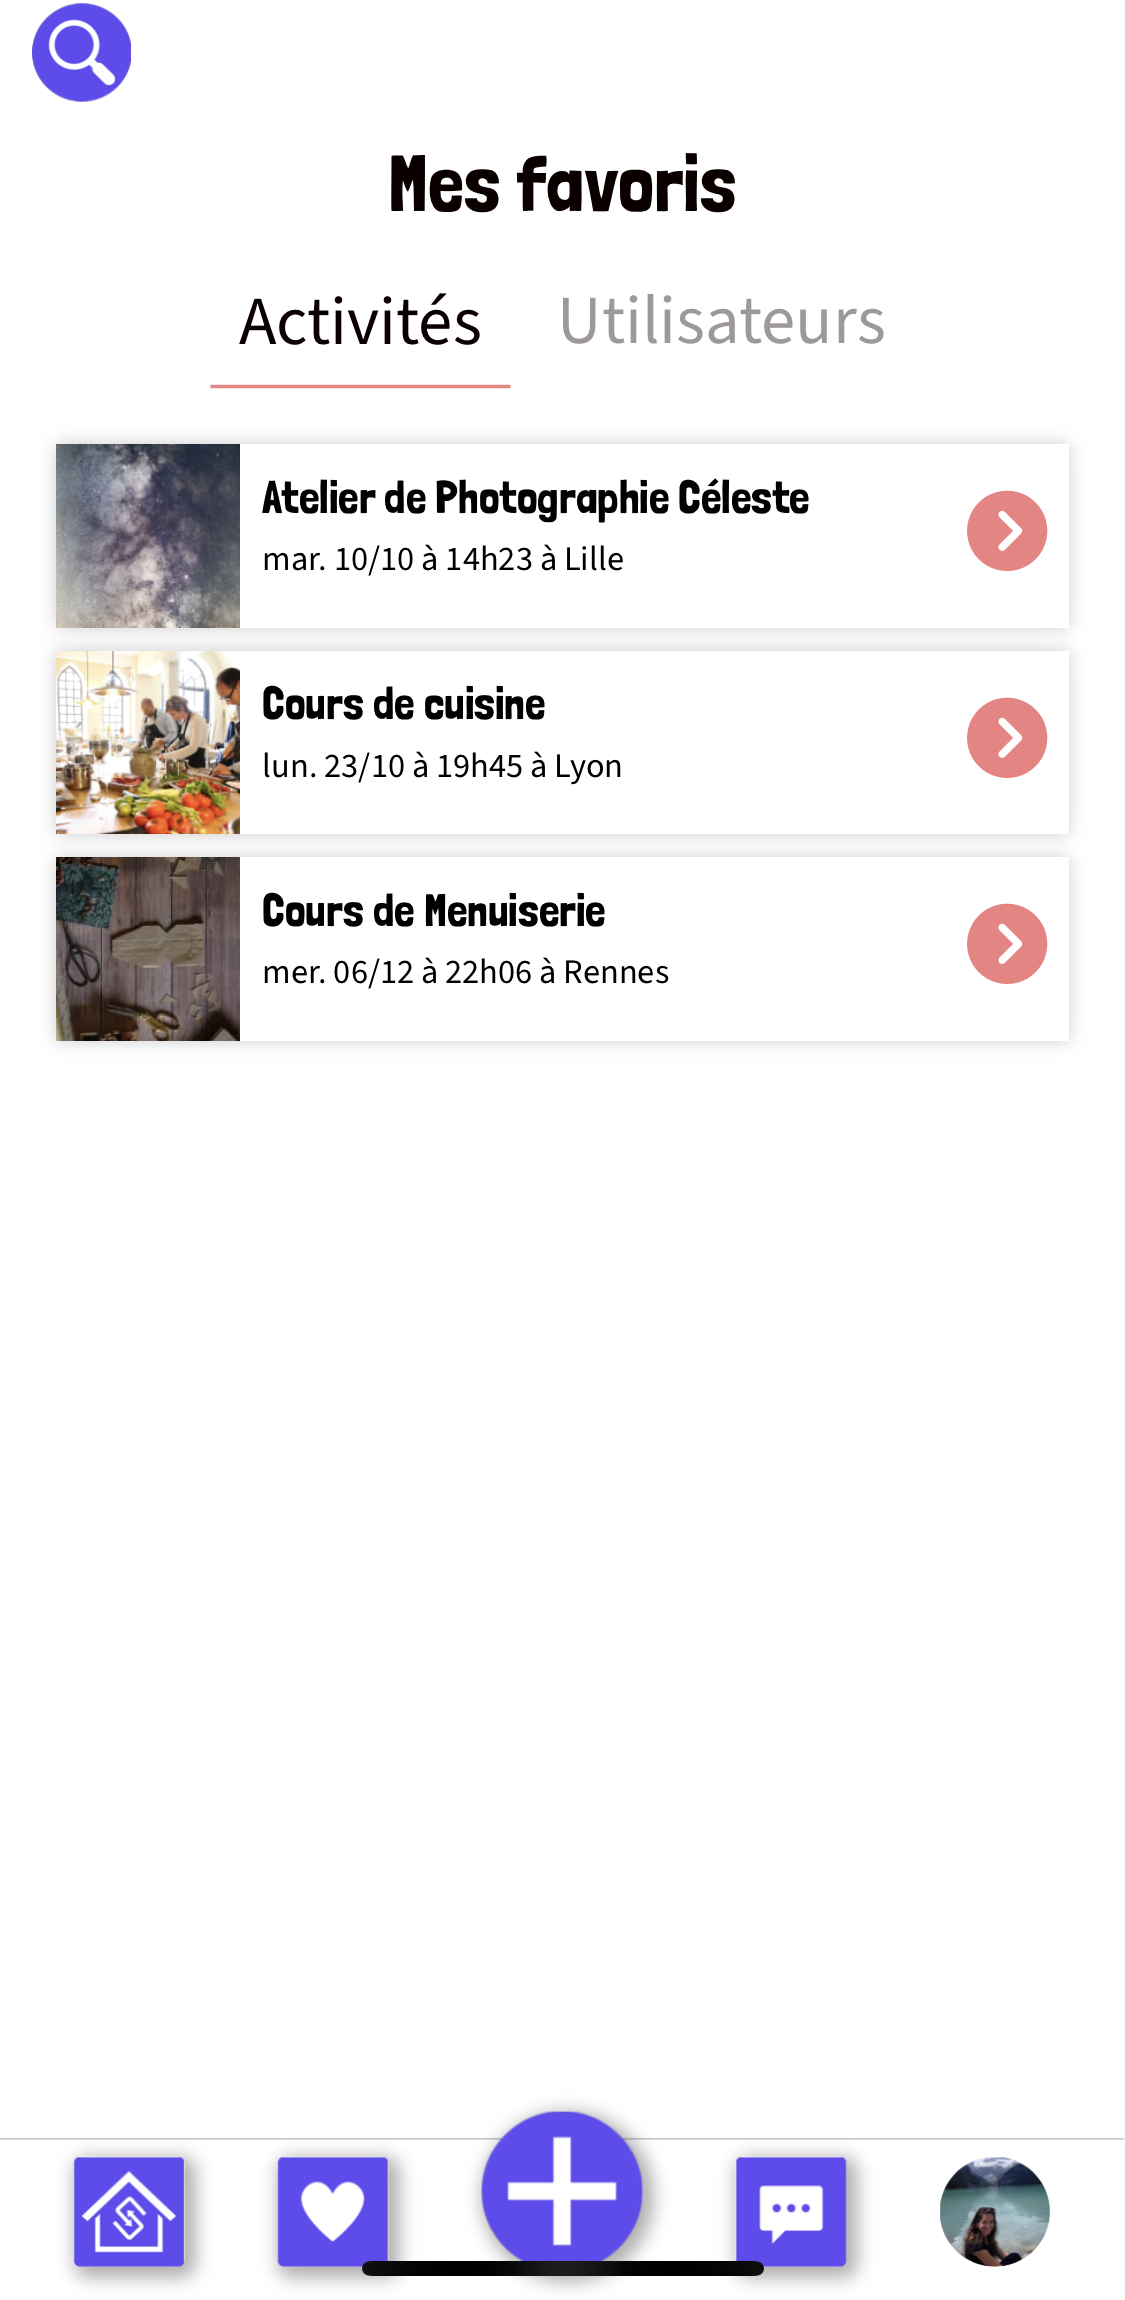 Mes favoris
Activités
Utilisateurs
Atelier de Photographie Céleste
mar. 10/10 à 14h23 à Lille
Cours de cuisine
lun. 23/10 à 19h45 à Lyon
Cours de Menuiserie
mer. 06/12 à 22h06 à Rennes